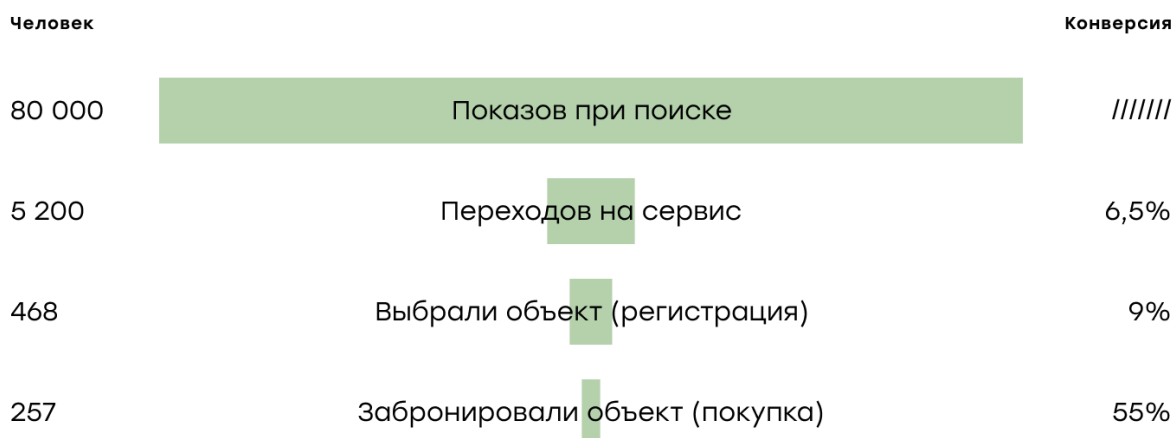 Человек Конверсия
80 000 Показов при поиске ///////
5 200 Переходов на сервис 6,5%
468 Выбрали объект (регистрация) 9%
257 Забронировали объект (покупка) 55%